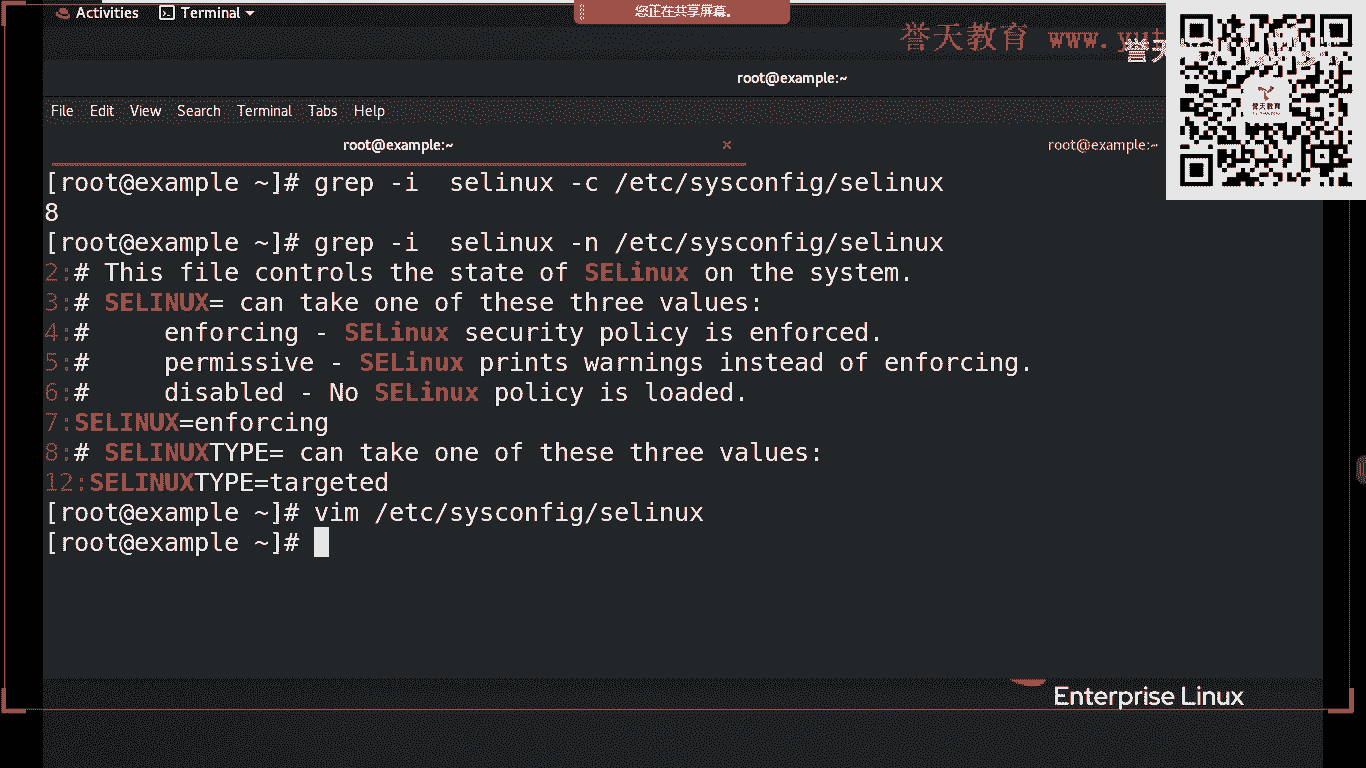 Activities Terminal
您正在共享屏幕。
誉天教育 www.yut
誉天
誉天教育
root@example:~
File Edit View Search Terminal Tabs Help
root@example:~ × root@example:~
[root@example ~]# grep -i  selinux -c /etc/sysconfig/selinux
8
[root@example ~]# grep -i  selinux -n /etc/sysconfig/selinux
2:# This file controls the state of SELinux on the system.
3:# SELINUX= can take one of these three values:
4:#     enforcing - SELinux security policy is enforced.
5:#     permissive - SELinux prints warnings instead of enforcing.
6:#     disabled - No SELinux policy is loaded.
7:SELINUX=enforcing
8:# SELINUXTYPE= can take one of these three values:
12:SELINUXTYPE=targeted
[root@example ~]# vim /etc/sysconfig/selinux
[root@example ~]#
Enterprise Linux